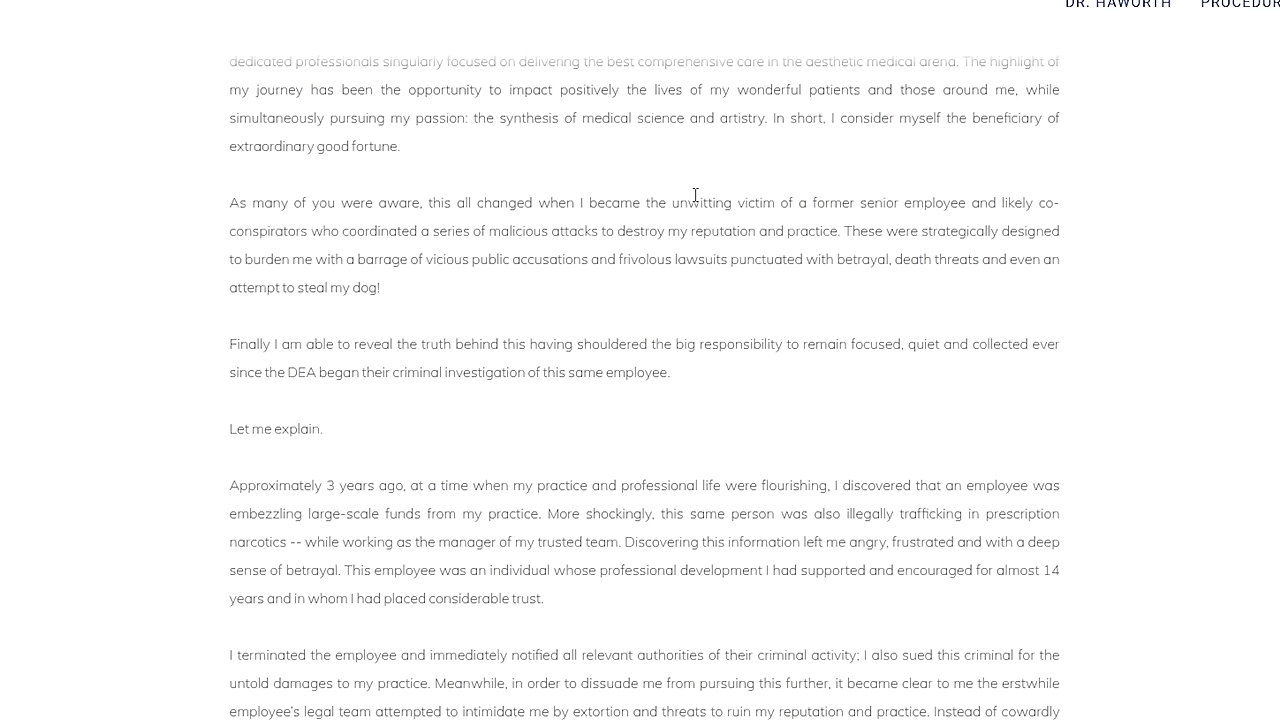 DR. HAWORTH PROCEDUR
dedicated professionals singularly focused on delivering the best comprehensive care in the aesthetic medical arena. The highlight of
my journey has been the opportunity to impact positively the lives of my wonderful patients and those around me, while
simultaneously pursuing my passion: the synthesis of medical science and artistry. In short, I consider myself the beneficiary of
extraordinary good fortune.
As many of you were aware, this all changed when I became the unwitting victim of a former senior employee and likely co-
conspirators who coordinated a series of malicious attacks to destroy my reputation and practice. These were strategically designed
to burden me with a barrage of vicious public accusations and frivolous lawsuits punctuated with betrayal, death threats and even an
attempt to steal my dog!
Finally I am able to reveal the truth behind this having shouldered the big responsibility to remain focused, quiet and collected ever
since the DEA began their criminal investigation of this same employee.
Let me explain.
Approximately 3 years ago, at a time when my practice and professional life were flourishing, I discovered that an employee was
embezzling large-scale funds from my practice. More shockingly, this same person was also illegally trafficking in prescription
narcotics -- while working as the manager of my trusted team. Discovering this information left me angry, frustrated and with a deep
sense of betrayal. This employee was an individual whose professional development I had supported and encouraged for almost 14
years and in whom I had placed considerable trust.
I terminated the employee and immediately notified all relevant authorities of their criminal activity; I also sued this criminal for the
untold damages to my practice. Meanwhile, in order to dissuade me from pursuing this further, it became clear to me the erstwhile
employee's legal team attempted to intimidate me by extortion and threats to ruin my reputation and practice. Instead of cowardly